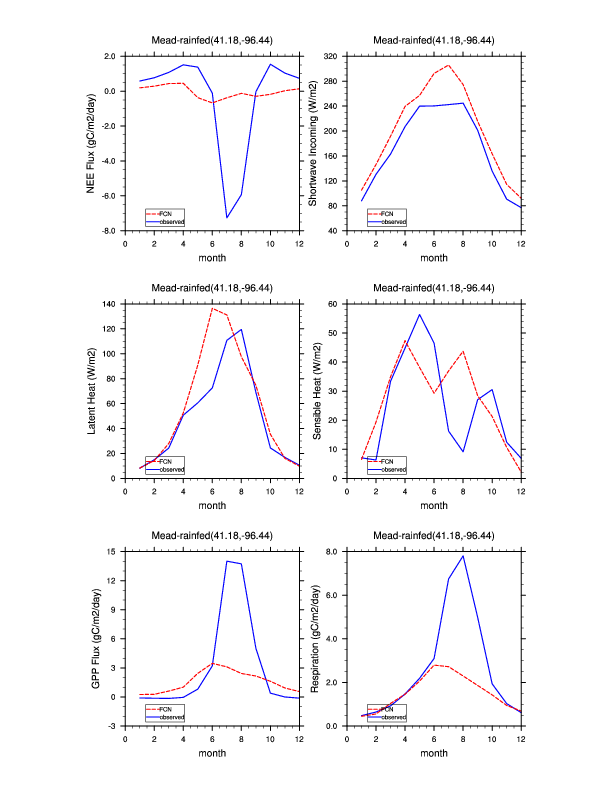 Mead-rainfed(41.18,-96.44)
NEE Flux (gC/m2/day)
2.0
0.0
-2.0
-4.0
-6.0
-8.0
FCN
observed
0 2 4 6 8 10 12
month
Mead-rainfed(41.18,-96.44)
Shortwave Incoming (W/m2)
320
280
240
200
160
120
80
40
FCN
observed
0 2 4 6 8 10 12
month
Mead-rainfed(41.18,-96.44)
Latent Heat (W/m2)
140
120
100
80
60
40
20
0
FCN
observed
0 2 4 6 8 10 12
month
Mead-rainfed(41.18,-96.44)
Sensible Heat (W/m2)
60
50
40
30
20
10
0
FCN
observed
0 2 4 6 8 10 12
month
Mead-rainfed(41.18,-96.44)
GPP Flux (gC/m2/day)
15
12
9
6
3
0
-3
FCN
observed
0 2 4 6 8 10 12
month
Mead-rainfed(41.18,-96.44)
Respiration (gC/m2/day)
8.0
6.0
4.0
2.0
0.0
FCN
observed
0 2 4 6 8 10 12
month